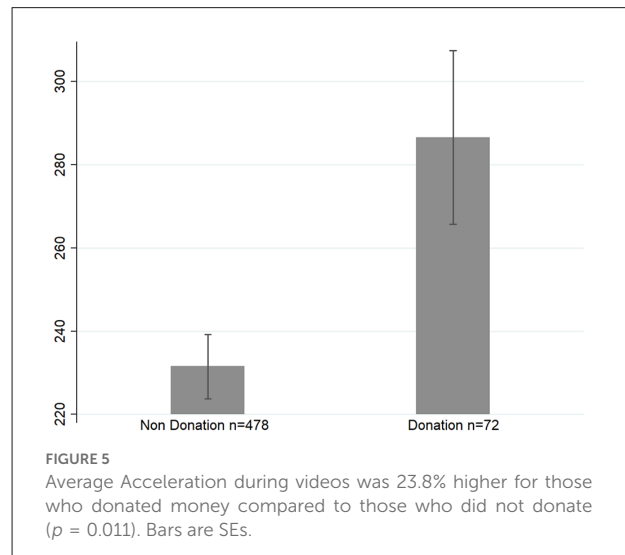 300
280
260
240
220
Non Donation n=478 Donation n=72
FIGURE 5
Average Acceleration during videos was 23.8% higher for those
who donated money compared to those who did not donate
(p = 0.011). Bars are SEs.